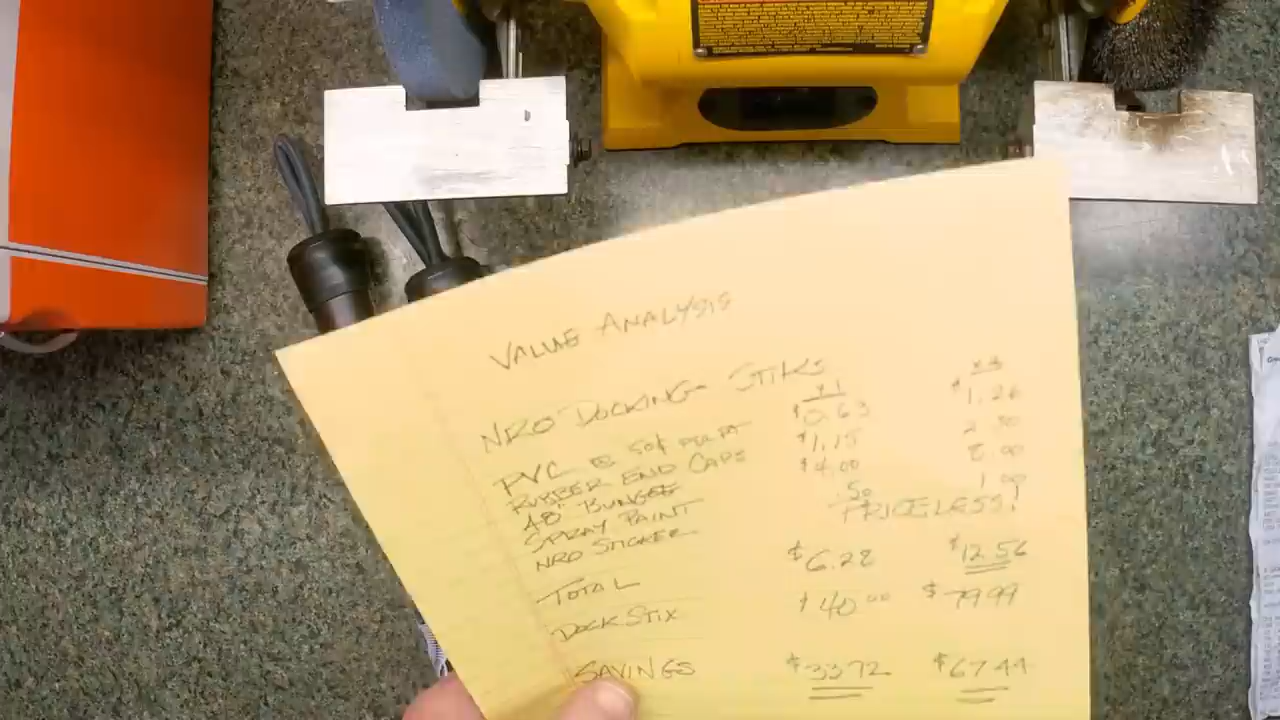 VALUE ANALYSIS
NRO DOCKING STIKS
x1 x2
PVC @ 50¢ PER FT $0.63 $1.26
RUBBER END CAPS $1.15 2.30
48" BUNGEE $4.00 8.00
SPRAY PAINT .50 1.00
NRO STICKER PRICELESS!
TOTAL $6.28 $12.56
DOCK STIX $40.00 $79.99
SAVINGS $33.72 $67.44